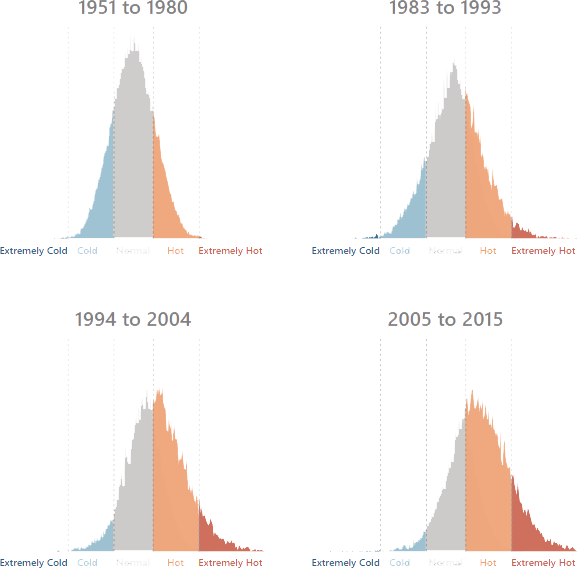 1951 to 1980
1983 to 1993
Extremely Cold Cold Normal Hot Extremely Hot
Extremely Cold Cold Normal Hot Extremely Hot
1994 to 2004
2005 to 2015
Extremely Cold Cold Normal Hot Extremely Hot
Extremely Cold Cold Normal Hot Extremely Hot